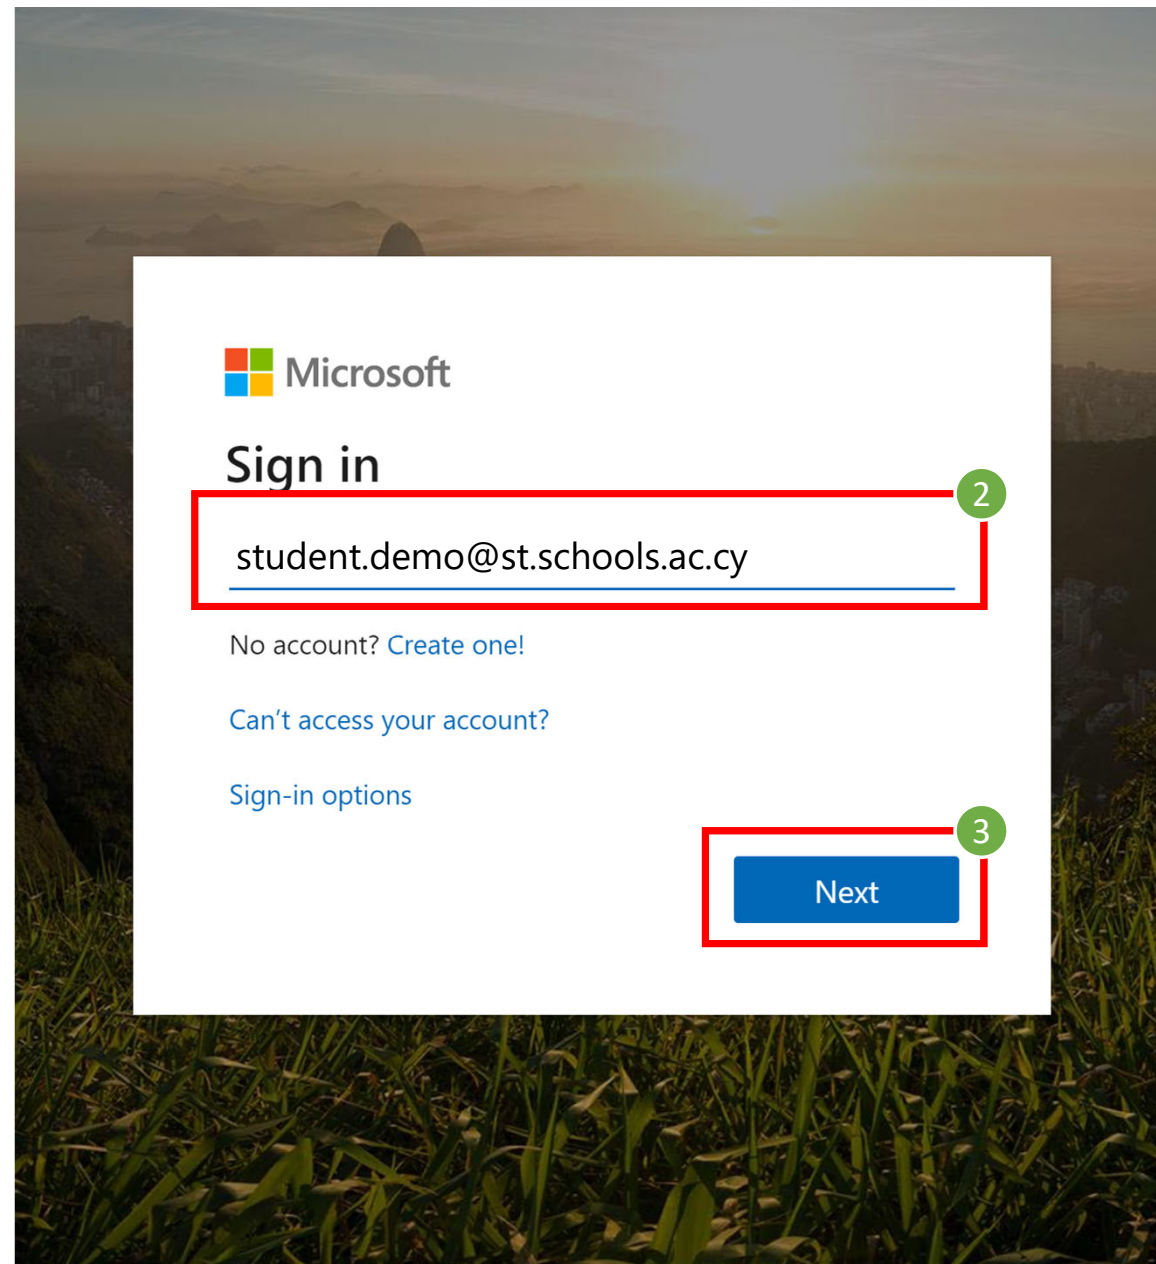 Microsoft
Sign in
2
student.demo@st.schools.ac.cy
No account? Create one!
Can't access your account?
Sign-in options
3
Next